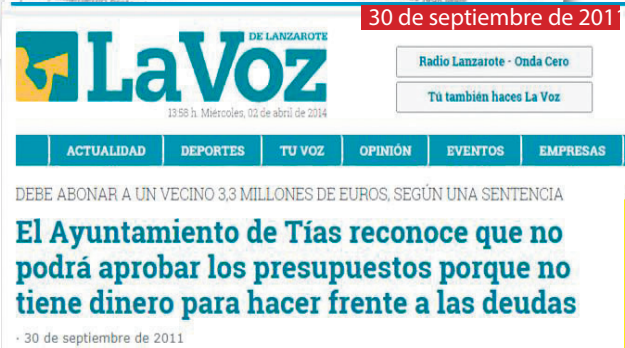 30 de septiembre de 2011
La Voz
DE LANZAROTE
13:58 h. Miércoles, 02 de abril de 2014
Radio Lanzarote - Onda Cero
Tú también haces La Voz
ACTUALIDAD DEPORTES TU VOZ OPINIÓN EVENTOS EMPRESAS
DEBE ABONAR A UN VECINO 3,3 MILLONES DE EUROS, SEGÚN UNA SENTENCIA
El Ayuntamiento de Tías reconoce que no
podrá aprobar los presupuestos porque no
tiene dinero para hacer frente a las deudas
· 30 de septiembre de 2011